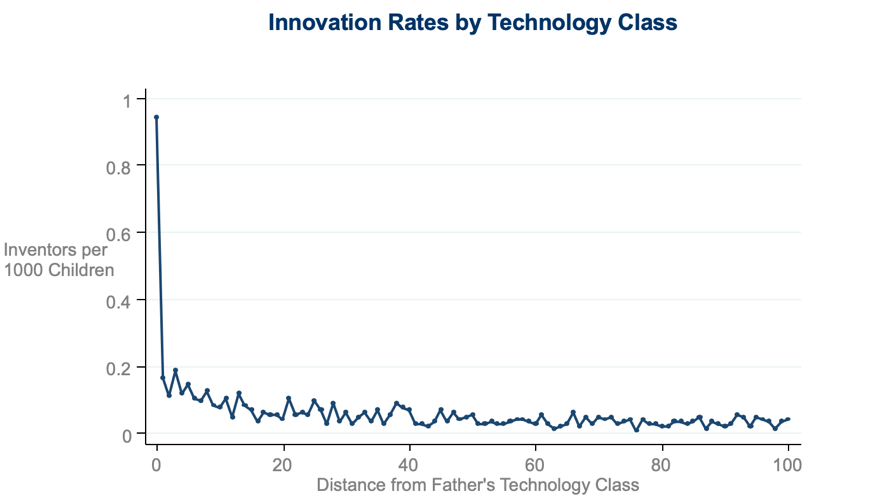 Innovation Rates by Technology Class
1
0.8
0.6
Inventors per
1000 Children
0.4
0.2
0
0 20 40 60 80 100
Distance from Father's Technology Class